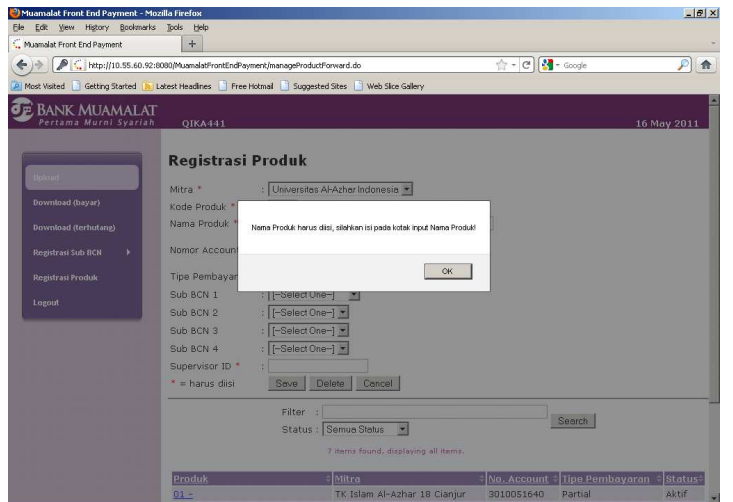 Muamalat Front End Payment - Mozilla Firefox
File Edit View History Bookmarks Tools Help
Muamalat Front End Payment +
http://10.55.60.92:8080/MuamalatFrontEndPayment/manageProductForward.do Google
Most Visited Getting Started Latest Headlines Free Hotmail Suggested Sites Web Slice Gallery
BANK MUAMALAT
Pertama Murni Syariah QIKA441 16 May 2011
Registrasi Produk
Upload
Mitra * : Universitas Al-Azhar Indonesia
Download (bayar)
Kode Produk *
Nama Produk *
Nama Produk harus diisi, silahkan isi pada kotak input Nama Produk!
Download (terhutang)
Nomor Account
Registrasi Sub BCN
OK
Registrasi Produk
Tipe Pembayar
Sub BCN 1 : [--Select One--]
Logout
Sub BCN 2 : [--Select One--]
Sub BCN 3 : [--Select One--]
Sub BCN 4 : [--Select One--]
Supervisor ID * :
* = harus diisi Save Delete Cancel
Filter :
Search
Status : Semua Status
7 items found, displaying all items.
Produk Mitra No. Account Tipe Pembayaran Status
01 - TK Islam Al-Azhar 18 Cianjur 3010051640 Partial Aktif